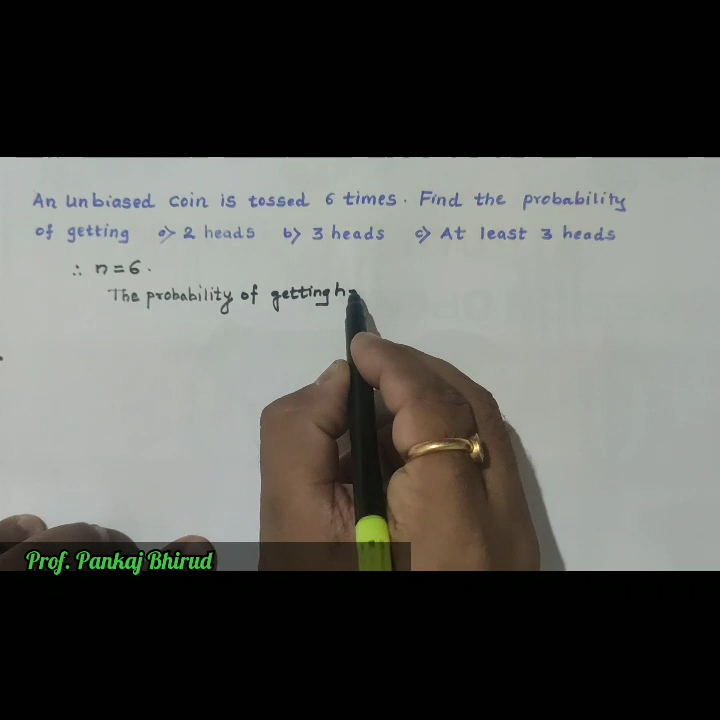 An unbiased coin is tossed 6 times. Find the probability
of getting a) 2 heads b) 3 heads c) At least 3 heads
∴ n = 6.
The probability of getting
Prof. Pankaj Bhirud